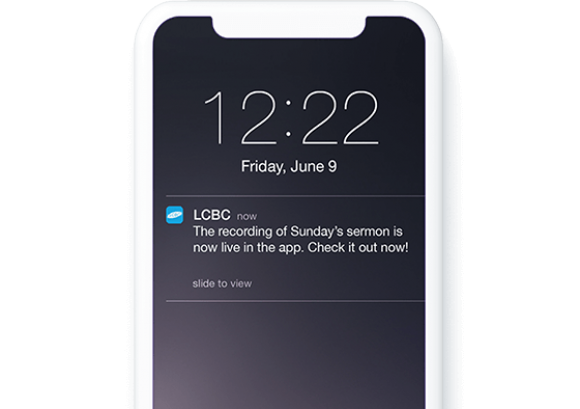 12:22
Friday, June 9
LCBC now
The recording of Sunday's sermon is
now live in the app. Check it out now!
slide to view